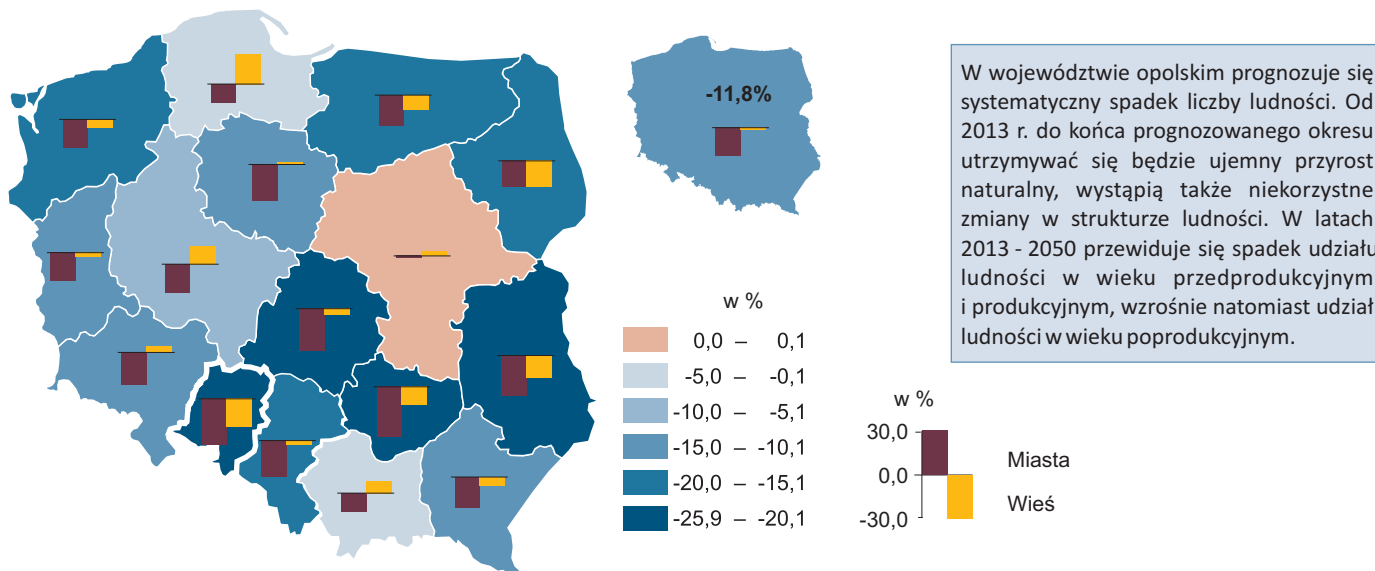 -11,8%
W województwie opolskim prognozuje się
systematyczny spadek liczby ludności. Od
2013 r. do końca prognozowanego okresu
utrzymywać się będzie ujemny przyrost
naturalny, wystąpią także niekorzystne
zmiany w strukturze ludności. W latach
2013 - 2050 przewiduje się spadek udziału
ludności w wieku przedprodukcyjnym
i produkcyjnym, wzrośnie natomiast udział
ludności w wieku poprodukcyjnym.
w %
0,0 – 0,1
-5,0 – -0,1
-10,0 – -5,1
-15,0 – -10,1
-20,0 – -15,1
-25,9 – -20,1
w %
30,0
0,0
-30,0
Miasta
Wieś